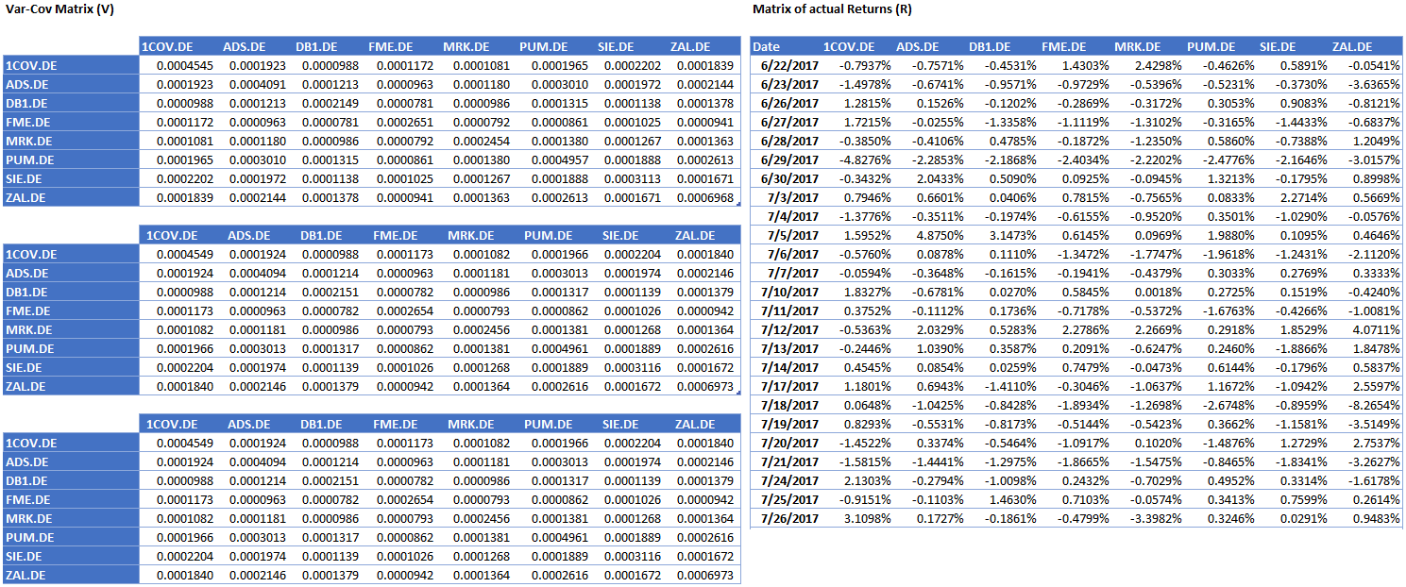 Var-Cov Matrix (V)
1COV.DE ADS.DE DB1.DE FME.DE MRK.DE PUM.DE SIE.DE ZAL.DE
1COV.DE 0.0004545 0.0001923 0.0000988 0.0001172 0.0001081 0.0001965 0.0002202 0.0001839
ADS.DE 0.0001923 0.0004091 0.0001213 0.0000963 0.0001180 0.0003010 0.0001972 0.0002144
DB1.DE 0.0000988 0.0001213 0.0002149 0.0000781 0.0000986 0.0001315 0.0001138 0.0001378
FME.DE 0.0001172 0.0000963 0.0000781 0.0002651 0.0000792 0.0000861 0.0001025 0.0000941
MRK.DE 0.0001081 0.0001180 0.0000986 0.0000792 0.0002454 0.0001380 0.0001267 0.0001363
PUM.DE 0.0001965 0.0003010 0.0001315 0.0000861 0.0001380 0.0004957 0.0001888 0.0002613
SIE.DE 0.0002202 0.0001972 0.0001138 0.0001025 0.0001267 0.0001888 0.0003113 0.0001671
ZAL.DE 0.0001839 0.0002144 0.0001378 0.0000941 0.0001363 0.0002613 0.0001671 0.0006968
1COV.DE ADS.DE DB1.DE FME.DE MRK.DE PUM.DE SIE.DE ZAL.DE
1COV.DE 0.0004549 0.0001924 0.0000988 0.0001173 0.0001082 0.0001966 0.0002204 0.0001840
ADS.DE 0.0001924 0.0004094 0.0001214 0.0000963 0.0001181 0.0003013 0.0001974 0.0002146
DB1.DE 0.0000988 0.0001214 0.0002151 0.0000782 0.0000986 0.0001317 0.0001139 0.0001379
FME.DE 0.0001173 0.0000963 0.0000782 0.0002654 0.0000793 0.0000862 0.0001026 0.0000942
MRK.DE 0.0001082 0.0001181 0.0000986 0.0000793 0.0002456 0.0001381 0.0001268 0.0001364
PUM.DE 0.0001966 0.0003013 0.0001317 0.0000862 0.0001381 0.0004961 0.0001889 0.0002616
SIE.DE 0.0002204 0.0001974 0.0001139 0.0001026 0.0001268 0.0001889 0.0003116 0.0001672
ZAL.DE 0.0001840 0.0002146 0.0001379 0.0000942 0.0001364 0.0002616 0.0001672 0.0006973
1COV.DE ADS.DE DB1.DE FME.DE MRK.DE PUM.DE SIE.DE ZAL.DE
1COV.DE 0.0004549 0.0001924 0.0000988 0.0001173 0.0001082 0.0001966 0.0002204 0.0001840
ADS.DE 0.0001924 0.0004094 0.0001214 0.0000963 0.0001181 0.0003013 0.0001974 0.0002146
DB1.DE 0.0000988 0.0001214 0.0002151 0.0000782 0.0000986 0.0001317 0.0001139 0.0001379
FME.DE 0.0001173 0.0000963 0.0000782 0.0002654 0.0000793 0.0000862 0.0001026 0.0000942
MRK.DE 0.0001082 0.0001181 0.0000986 0.0000793 0.0002456 0.0001381 0.0001268 0.0001364
PUM.DE 0.0001966 0.0003013 0.0001317 0.0000862 0.0001381 0.0004961 0.0001889 0.0002616
SIE.DE 0.0002204 0.0001974 0.0001139 0.0001026 0.0001268 0.0001889 0.0003116 0.0001672
ZAL.DE 0.0001840 0.0002146 0.0001379 0.0000942 0.0001364 0.0002616 0.0001672 0.0006973
Matrix of actual Returns (R)
Date 1COV.DE ADS.DE DB1.DE FME.DE MRK.DE PUM.DE SIE.DE ZAL.DE
6/22/2017 -0.7937% -0.7571% -0.4531% 1.4303% 2.4298% -0.4626% 0.5891% -0.0541%
6/23/2017 -1.4978% -0.6741% -0.9571% -0.9729% -0.5396% -0.5231% -0.3730% -3.6365%
6/26/2017 1.2815% 0.1526% -0.1202% -0.2869% -0.3172% 0.3053% 0.9083% -0.8121%
6/27/2017 1.7215% -0.0255% -1.3358% -1.1119% -1.3102% -0.3165% -1.4433% -0.6837%
6/28/2017 -0.3850% -0.4106% 0.4785% -0.1872% -1.2350% 0.5860% -0.7388% 1.2049%
6/29/2017 -4.8276% -2.2853% -2.1868% -2.4034% -2.2202% -2.4776% -2.1646% -3.0157%
6/30/2017 -0.3432% 2.0433% 0.5090% 0.0925% -0.0945% 1.3213% -0.1795% 0.8998%
7/3/2017 0.7946% 0.6601% 0.0406% 0.7815% -0.7565% 0.0833% 2.2714% 0.5669%
7/4/2017 -1.3776% -0.3511% -0.1974% -0.6155% -0.9520% 0.3501% -1.0290% -0.0576%
7/5/2017 1.5952% 4.8750% 3.1473% 0.6145% 0.0969% 1.9880% 0.1095% 0.4646%
7/6/2017 -0.5760% 0.0878% 0.1110% -1.3472% -1.7747% -1.9618% -1.2431% -2.1120%
7/7/2017 -0.0594% -0.3648% -0.1615% -0.1941% -0.4379% 0.3033% 0.2769% 0.3333%
7/10/2017 1.8327% -0.6781% 0.0270% 0.5845% 0.0018% 0.2725% 0.1519% -0.4240%
7/11/2017 0.3752% -0.1112% 0.1736% -0.7178% -0.5372% -1.6763% -0.4266% -1.0081%
7/12/2017 -0.5363% 2.0329% 0.5283% 2.2786% 2.2669% 0.2918% 1.8529% 4.0711%
7/13/2017 -0.2446% 1.0390% 0.3587% 0.2091% -0.6247% 0.2460% -1.8866% 1.8478%
7/14/2017 0.4545% 0.0854% 0.0259% 0.7479% -0.0473% 0.6144% -0.1796% 0.5837%
7/17/2017 1.1801% 0.6943% -1.4110% -0.3046% -1.0637% 1.1672% -1.0942% 2.5597%
7/18/2017 0.0648% -1.0425% -0.8428% -1.8934% -1.2698% -2.6748% -0.8959% -8.2654%
7/19/2017 0.8293% -0.5531% -0.8173% -0.5144% -0.5423% 0.3662% -1.1581% -3.5149%
7/20/2017 -1.4522% 0.3374% -0.5464% -1.0917% 0.1020% -1.4876% 1.2729% 2.7537%
7/21/2017 -1.5815% -1.4441% -1.2975% -1.8665% -1.5475% -0.8465% -1.8341% -3.2627%
7/24/2017 2.1303% -0.2794% -1.0098% 0.2432% -0.7029% 0.4952% 0.3314% -1.6178%
7/25/2017 -0.9151% -0.1103% 1.4630% 0.7103% -0.0574% 0.3413% 0.7599% 0.2614%
7/26/2017 3.1098% 0.1727% -0.1861% -0.4799% -3.3982% 0.3246% 0.0291% 0.9483%